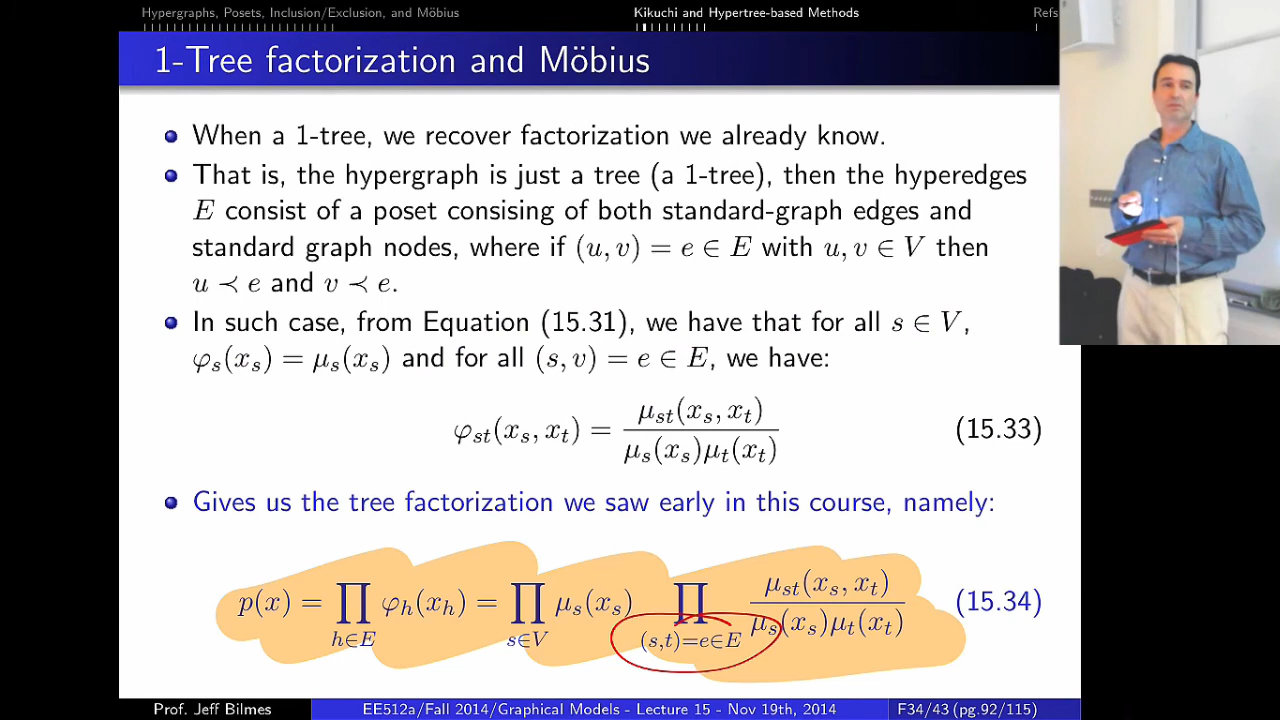 Hypergraphs, Posets, Inclusion/Exclusion, and Möbius Kikuchi and Hypertree-based Methods Refs
1-Tree factorization and Möbius
When a 1-tree, we recover factorization we already know.
That is, the hypergraph is just a tree (a 1-tree), then the hyperedges
E consist of a poset consising of both standard-graph edges and
standard graph nodes, where if (u, v) = e ∈ E with u, v ∈ V then
u ≺ e and v ≺ e.
In such case, from Equation (15.31), we have that for all s ∈ V,
φ_s(x_s) = μ_s(x_s) and for all (s, v) = e ∈ E, we have:
φ_st(x_s, x_t) = μ_st(x_s, x_t) / μ_s(x_s)μ_t(x_t) (15.33)
Gives us the tree factorization we saw early in this course, namely:
p(x) = ∏_{h∈E} φ_h(x_h) = ∏_{s∈V} μ_s(x_s) ∏_{(s,t)=e∈E} μ_st(x_s, x_t) / μ_s(x_s)μ_t(x_t) (15.34)
Prof. Jeff Bilmes EE512a/Fall 2014/Graphical Models - Lecture 15 - Nov 19th, 2014 F34/43 (pg.92/115)